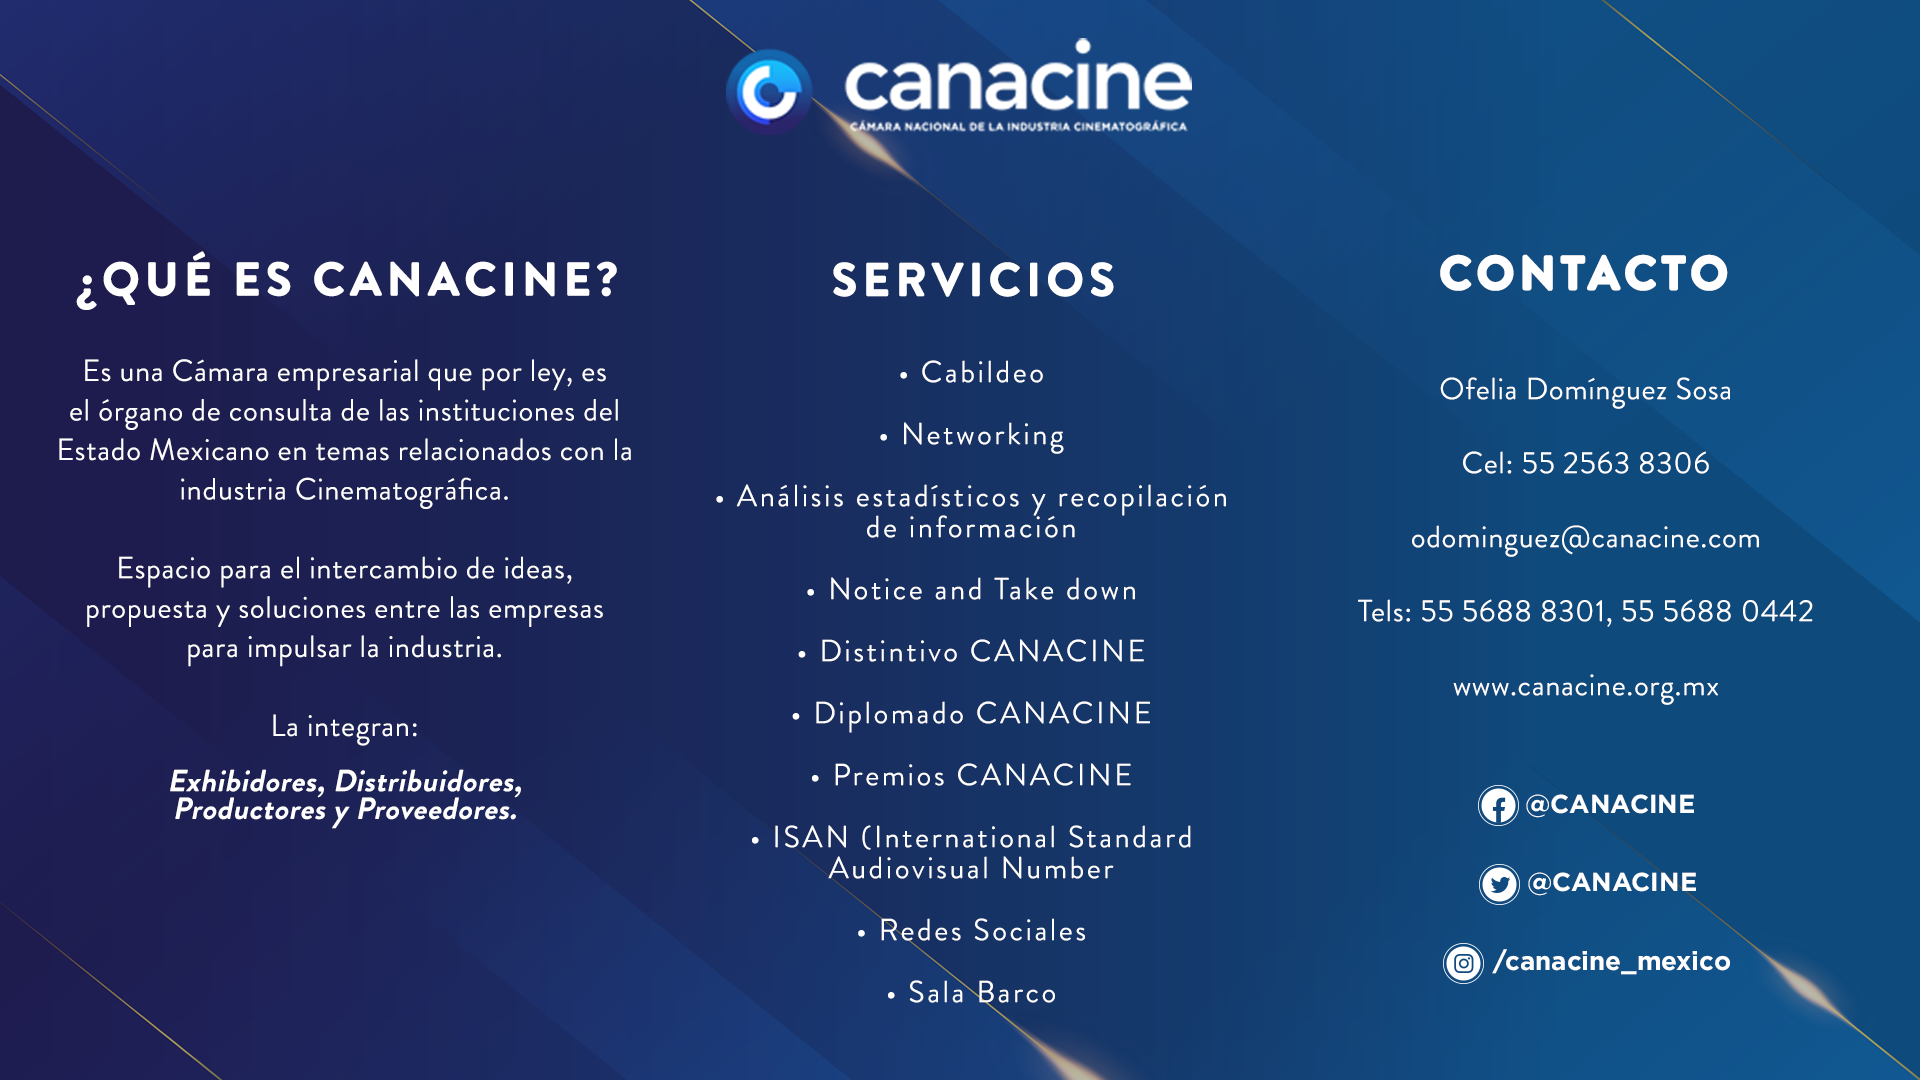 canacine
CÁMARA NACIONAL DE LA INDUSTRIA CINEMATOGRÁFICA
¿QUÉ ES CANACINE?
Es una Cámara empresarial que por ley, es
el órgano de consulta de las instituciones del
Estado Mexicano en temas relacionados con la
industria Cinematográfica.
Espacio para el intercambio de ideas,
propuesta y soluciones entre las empresas
para impulsar la industria.
La integran:
Exhibidores, Distribuidores,
Productores y Proveedores.
SERVICIOS
• Cabildeo
• Networking
• Análisis estadísticos y recopilación
de información
• Notice and Take down
• Distintivo CANACINE
• Diplomado CANACINE
• Premios CANACINE
• ISAN (International Standard
Audiovisual Number
• Redes Sociales
• Sala Barco
CONTACTO
Ofelia Domínguez Sosa
Cel: 55 2563 8306
odominguez@canacine.com
Tels: 55 5688 8301, 55 5688 0442
www.canacine.org.mx
@CANACINE
@CANACINE
/canacine_mexico